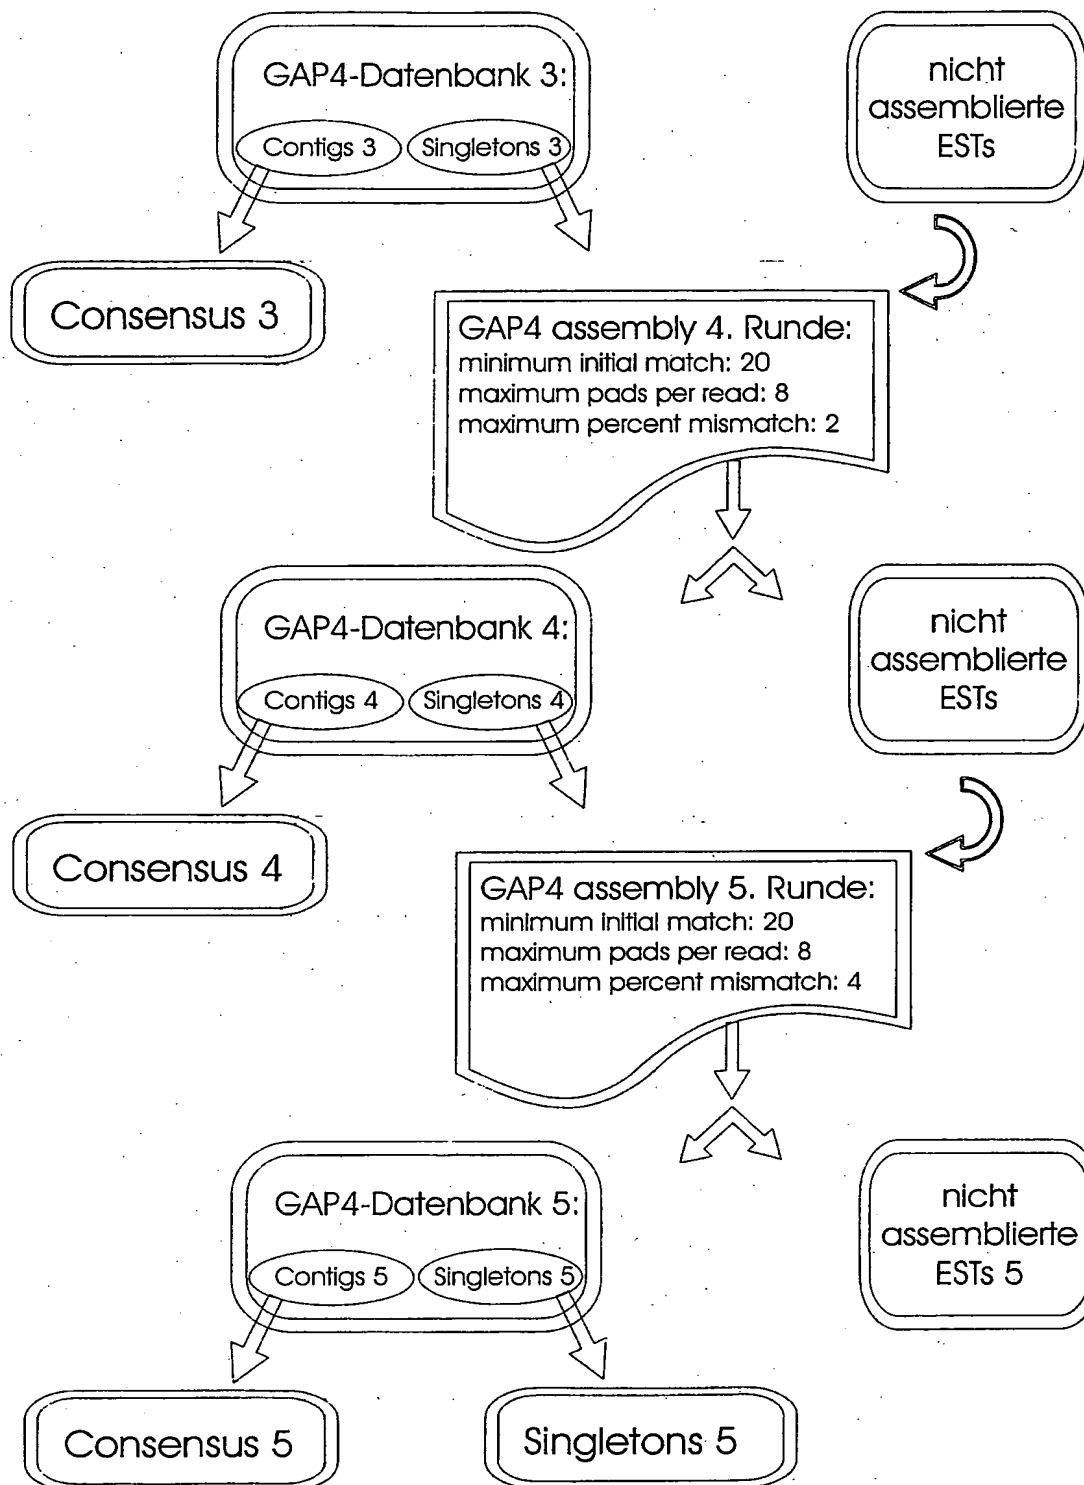 GAP4-Datenbank 3:
Contigs 3
Singletons 3
nicht
assemblierte
ESTs
Consensus 3
GAP4 assembly 4. Runde:
minimum initial match: 20
maximum pads per read: 8
maximum percent mismatch: 2
GAP4-Datenbank 4:
Contigs 4
Singletons 4
nicht
assemblierte
ESTs
Consensus 4
GAP4 assembly 5. Runde:
minimum initial match: 20
maximum pads per read: 8
maximum percent mismatch: 4
GAP4-Datenbank 5:
Contigs 5
Singletons 5
nicht
assemblierte
ESTs 5
Consensus 5
Singletons 5